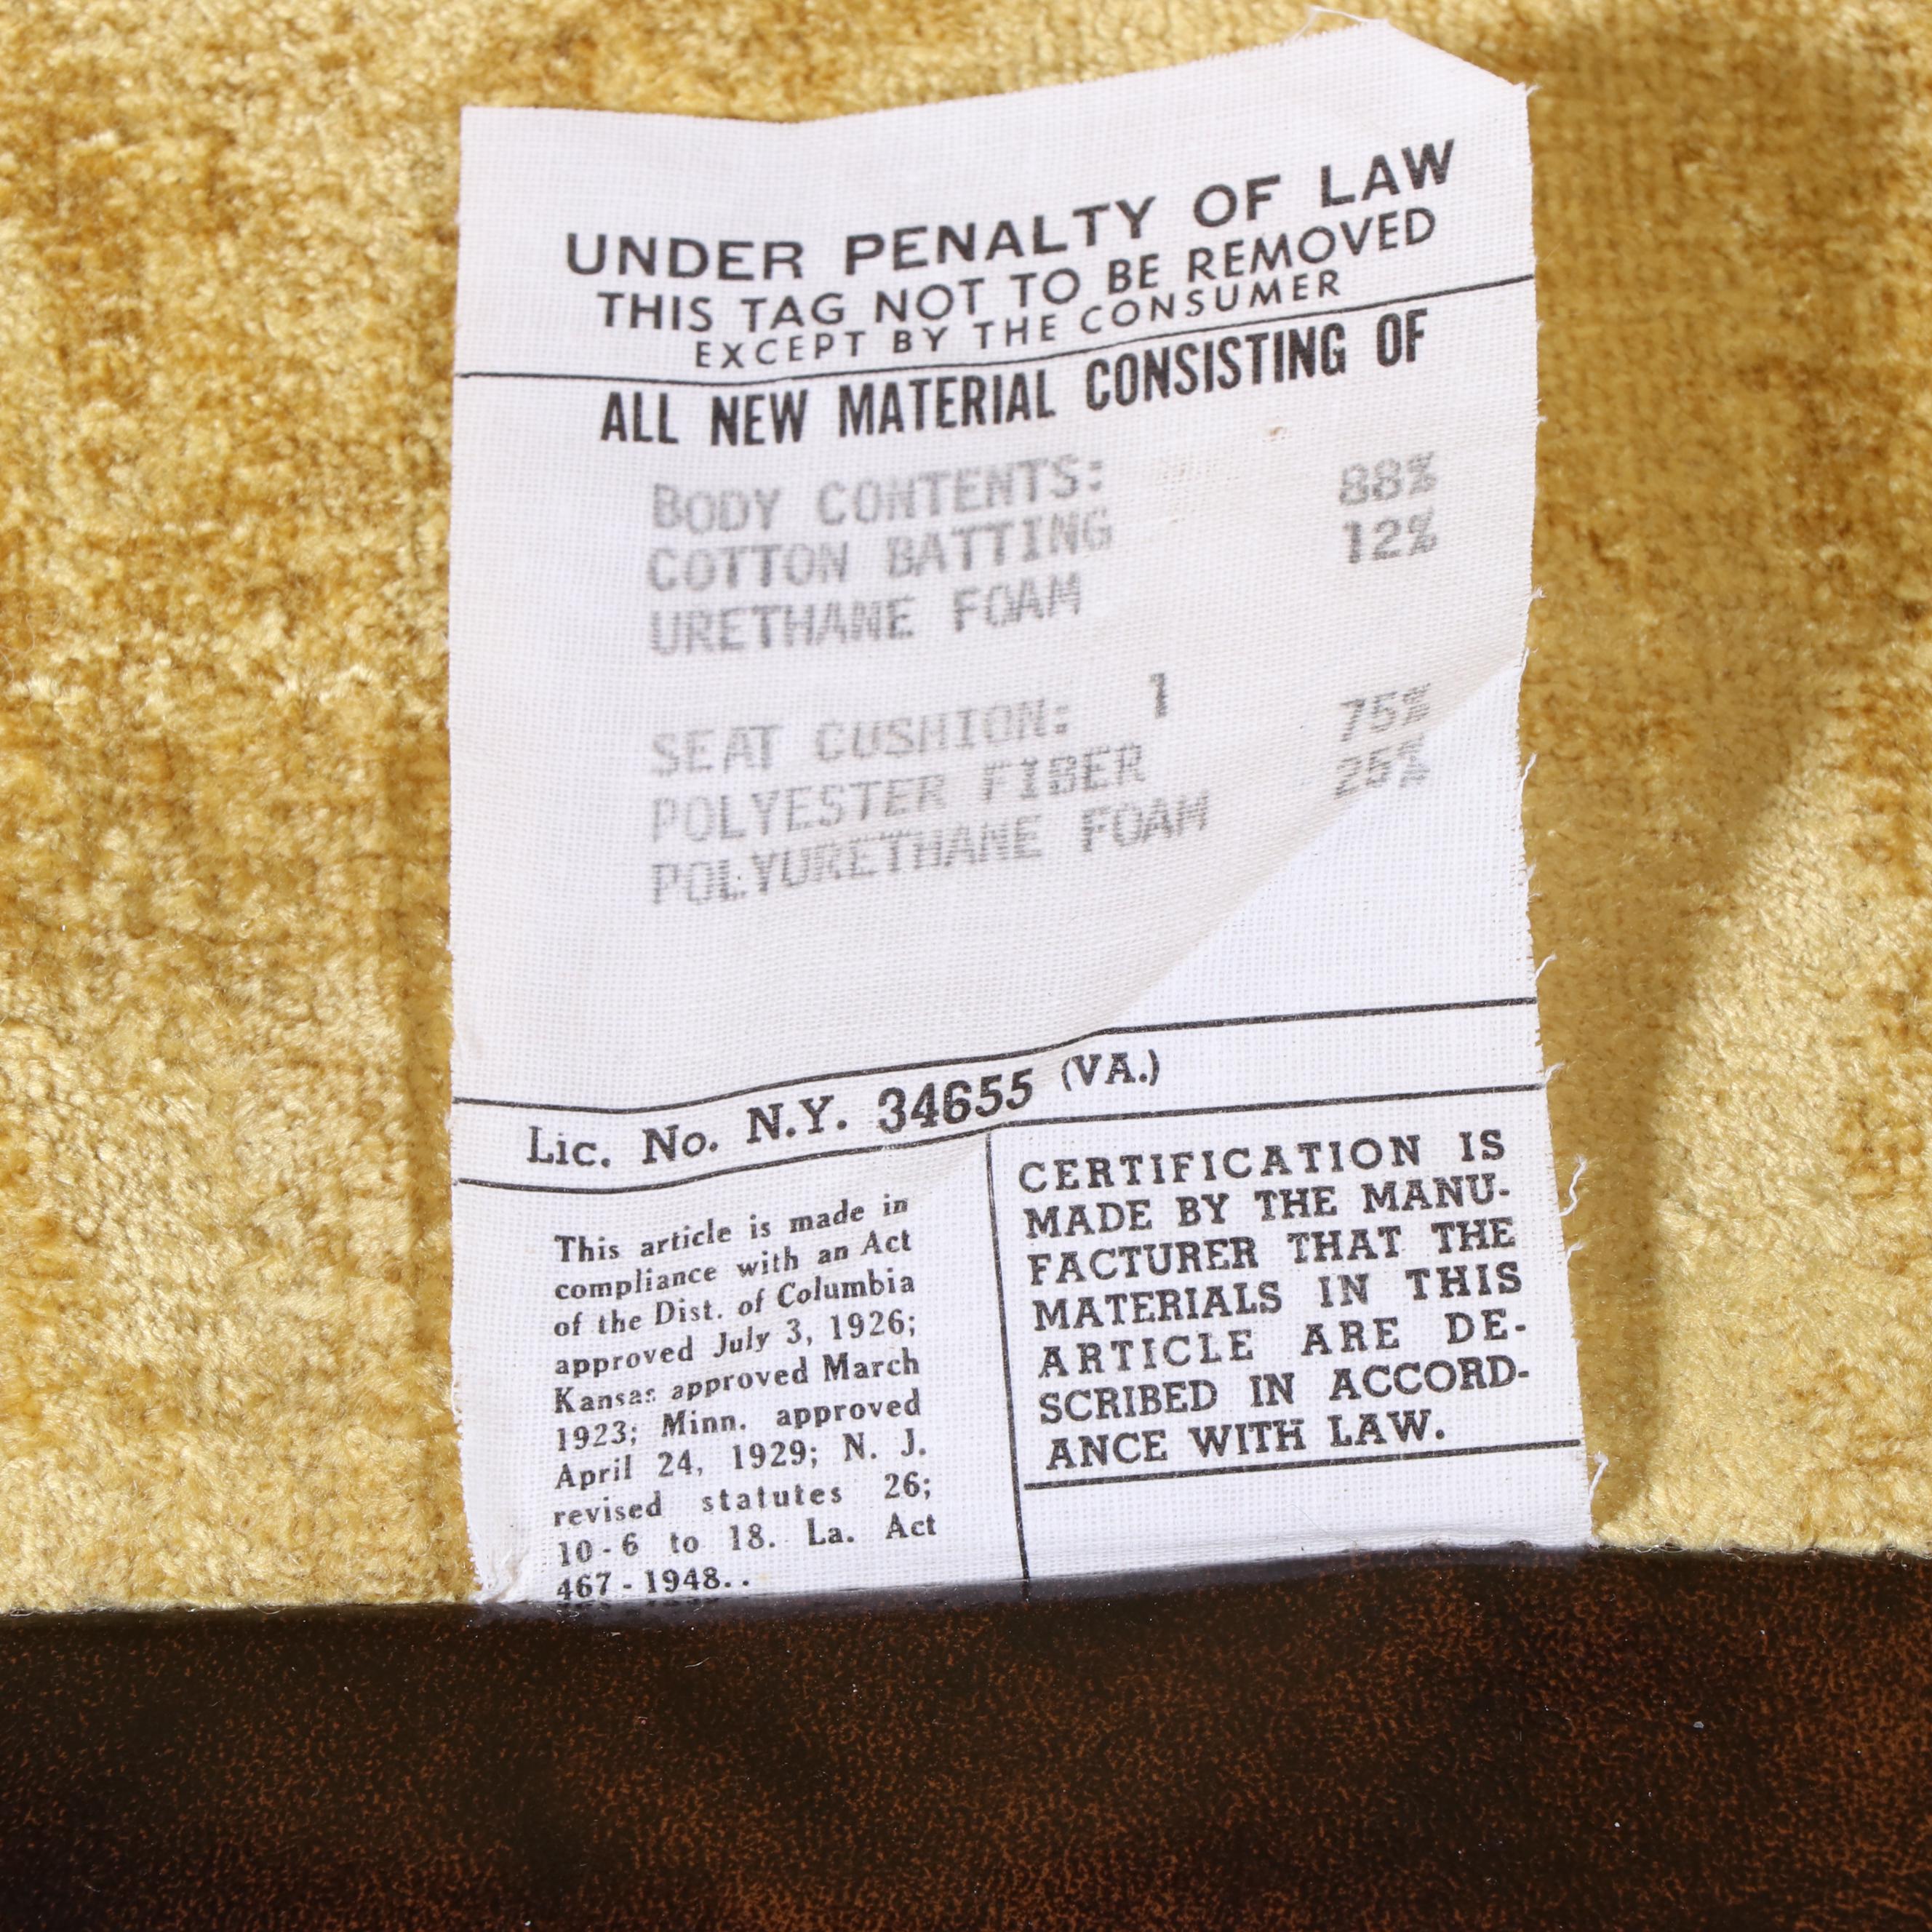 UNDER PENALTY OF LAW
THIS TAG NOT TO BE REMOVED
EXCEPT BY THE CONSUMER
ALL NEW MATERIAL CONSISTING OF
BODY CONTENTS: 88%
COTTON BATTING 12%
URETHANE FOAM
SEAT CUSHION: 1 75%
POLYESTER FIBER 25%
POLYURETHANE FOAM
Lic. No. N.Y. 34655 (VA.)
This article is made in
compliance with an Act
of the Dist. of Columbia
approved July 3, 1926;
Kansas approved March
1923; Minn. approved
April 24, 1929; N. J.
revised statutes 26;
10-6 to 18. La. Act
467-1948..
CERTIFICATION IS
MADE BY THE MANU-
FACTURER THAT THE
MATERIALS IN THIS
ARTICLE ARE DE-
SCRIBED IN ACCORD-
ANCE WITH LAW.